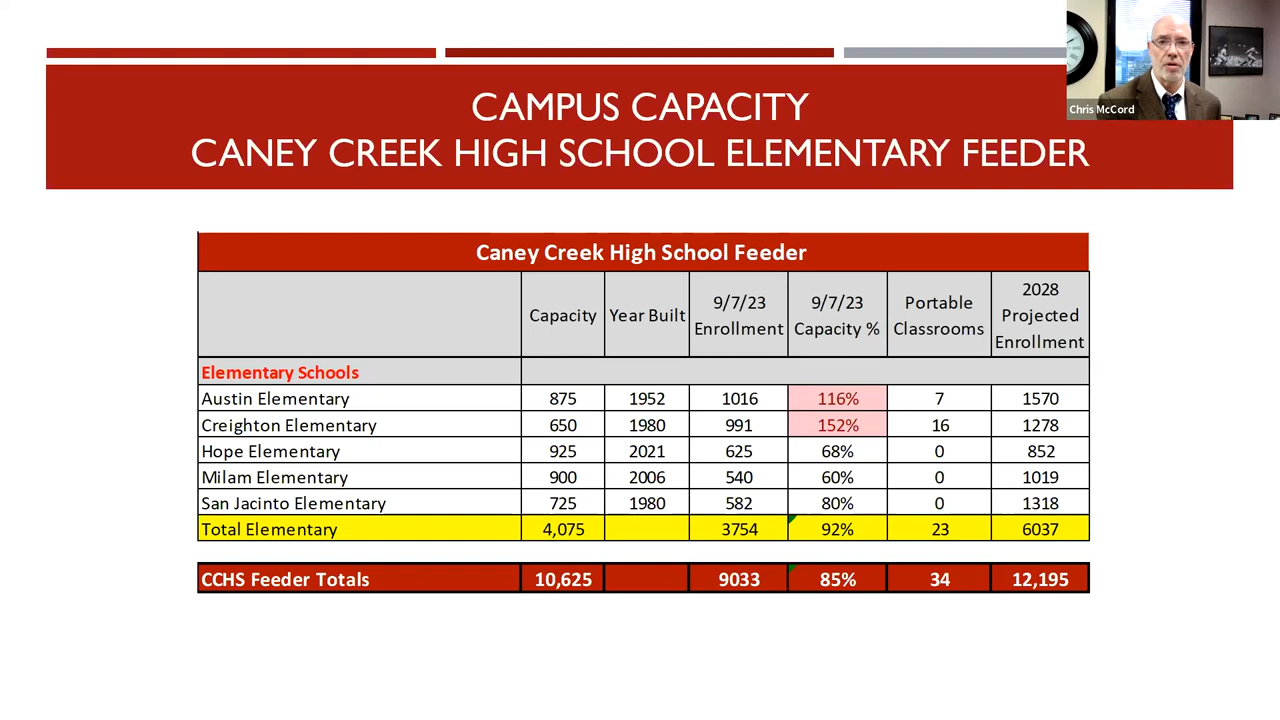 CAMPUS CAPACITY
CANEY CREEK HIGH SCHOOL ELEMENTARY FEEDER
Chris McCord
Caney Creek High School Feeder
Capacity Year Built 9/7/23 Enrollment 9/7/23 Capacity % Portable Classrooms 2028 Projected Enrollment
Elementary Schools
Austin Elementary 875 1952 1016 116% 7 1570
Creighton Elementary 650 1980 991 152% 16 1278
Hope Elementary 925 2021 625 68% 0 852
Milam Elementary 900 2006 540 60% 0 1019
San Jacinto Elementary 725 1980 582 80% 0 1318
Total Elementary 4,075 3754 92% 23 6037
CCHS Feeder Totals 10,625 9033 85% 34 12,195